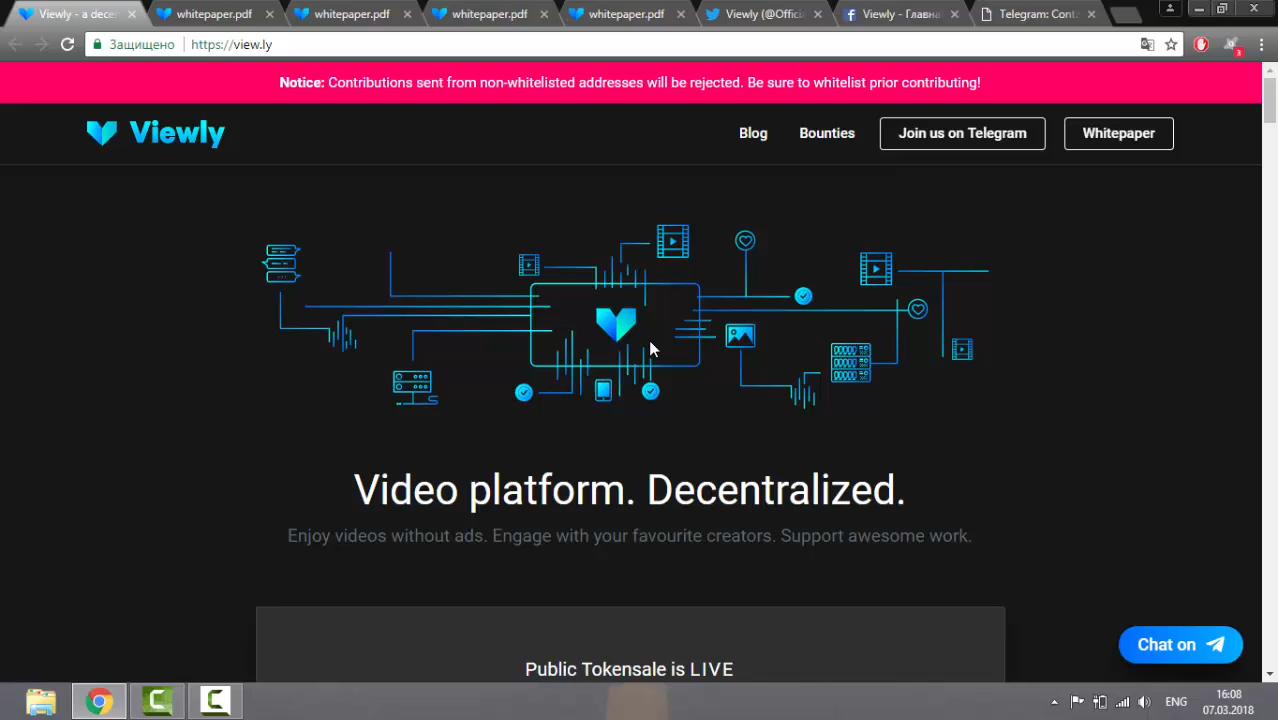 Viewly - a dece
whitepaper.pdf
whitepaper.pdf
whitepaper.pdf
whitepaper.pdf
Viewly (@Offici
Viewly - Главна
Telegram: Cont
Защищено
https://view.ly
3
Notice: Contributions sent from non-whitelisted addresses will be rejected. Be sure to whitelist prior contributing!
Viewly
Blog
Bounties
Join us on Telegram
Whitepaper
Video platform. Decentralized.
Enjoy videos without ads. Engage with your favourite creators. Support awesome work.
Public Tokensale is LIVE
Chat on
ENG
16:08
07.03.2018